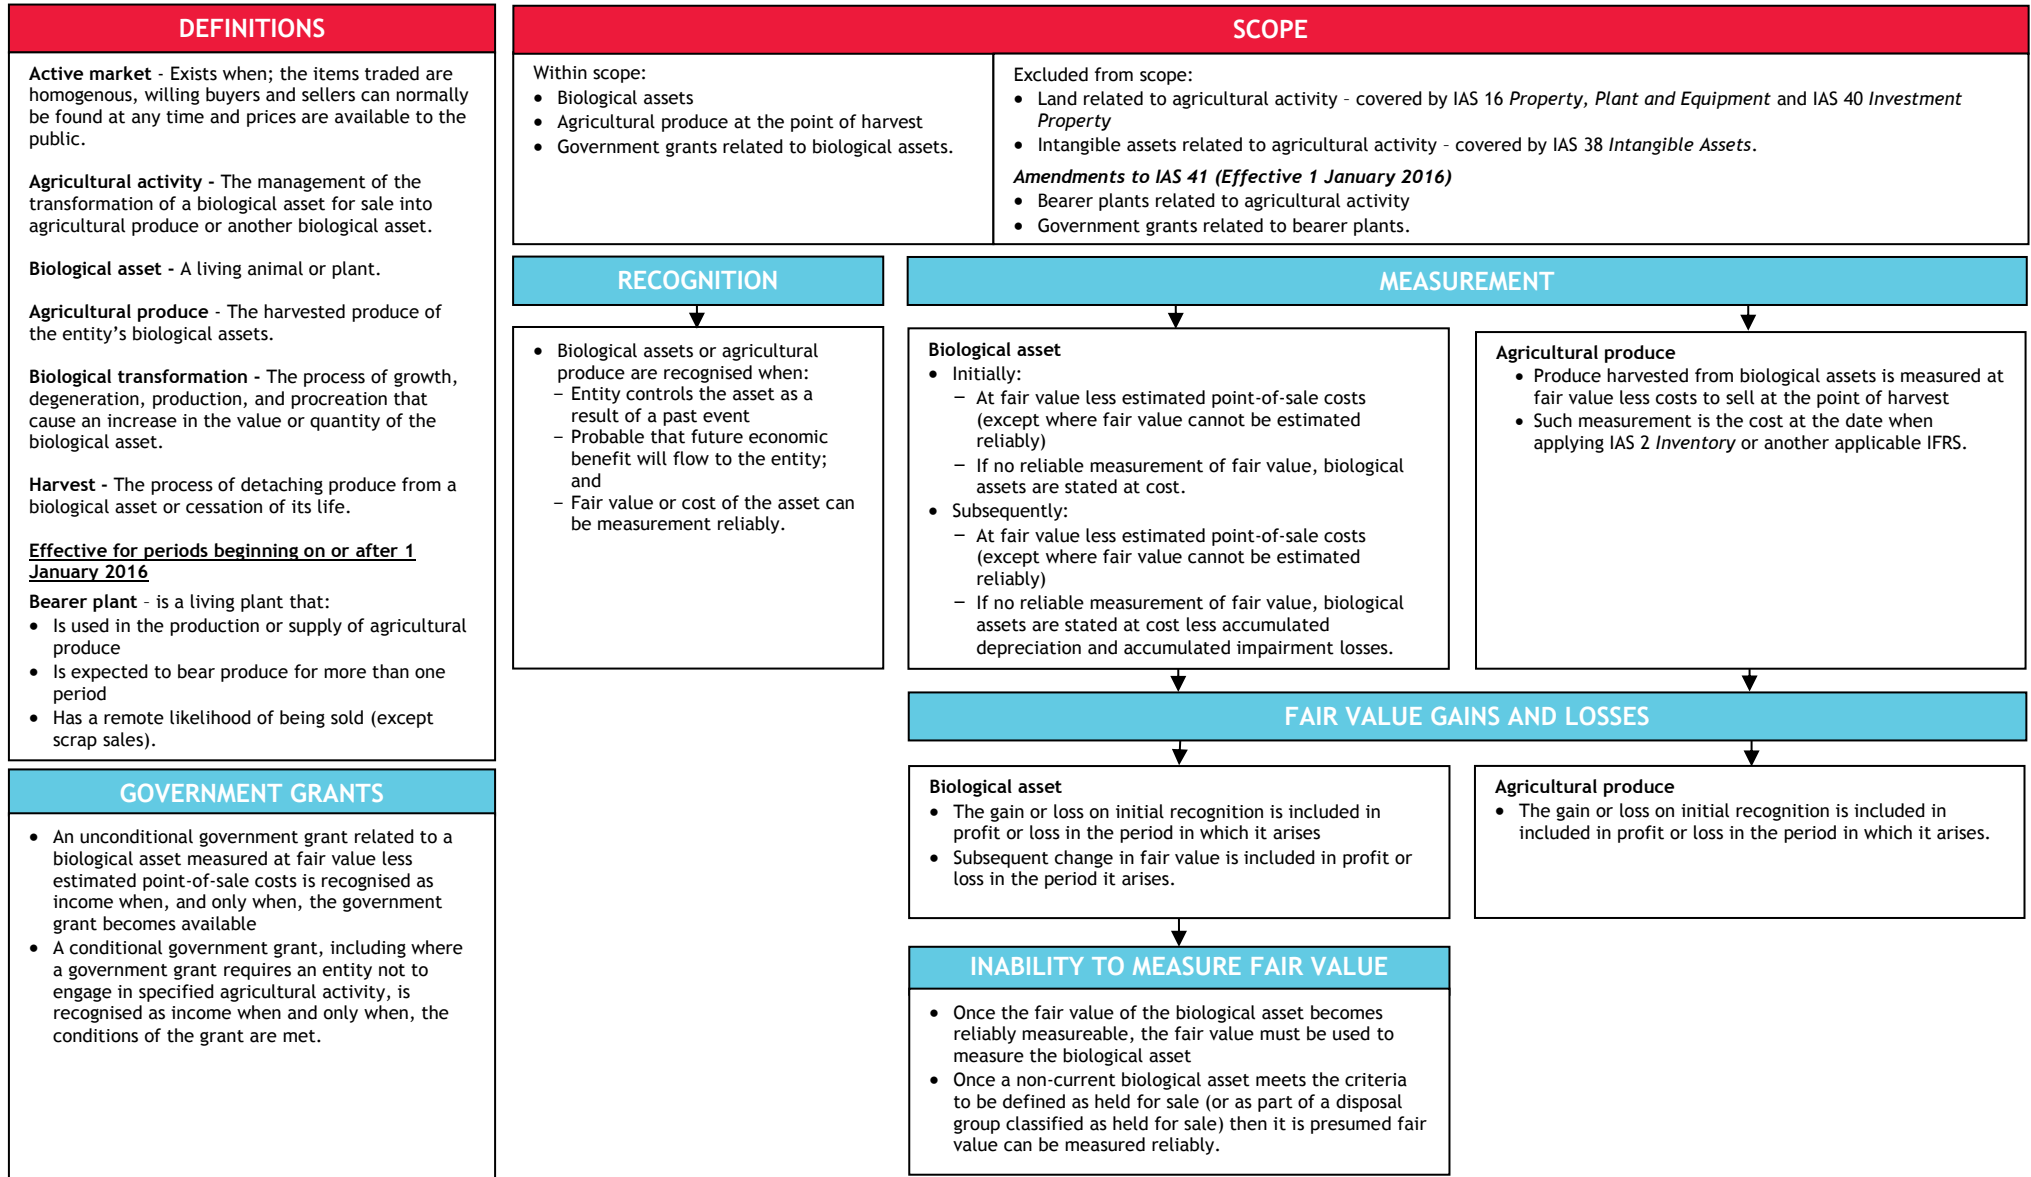 DEFINITIONS
Active market - Exists when; the items traded are
homogenous, willing buyers and sellers can normally
be found at any time and prices are available to the
public.
Agricultural activity - The management of the
transformation of a biological asset for sale into
agricultural produce or another biological asset.
Biological asset - A living animal or plant.
Agricultural produce - The harvested produce of
the entity's biological assets.
Biological transformation - The process of growth,
degeneration, production, and procreation that
cause an increase in the value or quantity of the
biological asset.
Harvest - The process of detaching produce from a
biological asset or cessation of its life.
Effective for periods beginning on or after 1
January 2016
Bearer plant – is a living plant that:
• Is used in the production or supply of agricultural
produce
• Is expected to bear produce for more than one
period
• Has a remote likelihood of being sold (except
scrap sales).
GOVERNMENT GRANTS
• An unconditional government grant related to a
biological asset measured at fair value less
estimated point-of-sale costs is recognised as
income when, and only when, the government
grant becomes available
• A conditional government grant, including where
a government grant requires an entity not to
engage in specified agricultural activity, is
recognised as income when and only when, the
conditions of the grant are met.
SCOPE
Within scope:
• Biological assets
• Agricultural produce at the point of harvest
• Government grants related to biological assets.
Excluded from scope:
• Land related to agricultural activity – covered by IAS 16 Property, Plant and Equipment and IAS 40 Investment
Property
• Intangible assets related to agricultural activity – covered by IAS 38 Intangible Assets.
Amendments to IAS 41 (Effective 1 January 2016)
• Bearer plants related to agricultural activity
• Government grants related to bearer plants.
RECOGNITION
• Biological assets or agricultural
produce are recognised when:
− Entity controls the asset as a
result of a past event
− Probable that future economic
benefit will flow to the entity;
and
− Fair value or cost of the asset can
be measurement reliably.
MEASUREMENT
Biological asset
• Initially:
− At fair value less estimated point-of-sale costs
(except where fair value cannot be estimated
reliably)
− If no reliable measurement of fair value, biological
assets are stated at cost.
• Subsequently:
− At fair value less estimated point-of-sale costs
(except where fair value cannot be estimated
reliably)
− If no reliable measurement of fair value, biological
assets are stated at cost less accumulated
depreciation and accumulated impairment losses.
Agricultural produce
• Produce harvested from biological assets is measured at
fair value less costs to sell at the point of harvest
• Such measurement is the cost at the date when
applying IAS 2 Inventory or another applicable IFRS.
FAIR VALUE GAINS AND LOSSES
Biological asset
• The gain or loss on initial recognition is included in
profit or loss in the period in which it arises
• Subsequent change in fair value is included in profit or
loss in the period it arises.
Agricultural produce
• The gain or loss on initial recognition is included in
included in profit or loss in the period in which it arises.
INABILITY TO MEASURE FAIR VALUE
• Once the fair value of the biological asset becomes
reliably measureable, the fair value must be used to
measure the biological asset
• Once a non-current biological asset meets the criteria
to be defined as held for sale (or as part of a disposal
group classified as held for sale) then it is presumed fair
value can be measured reliably.